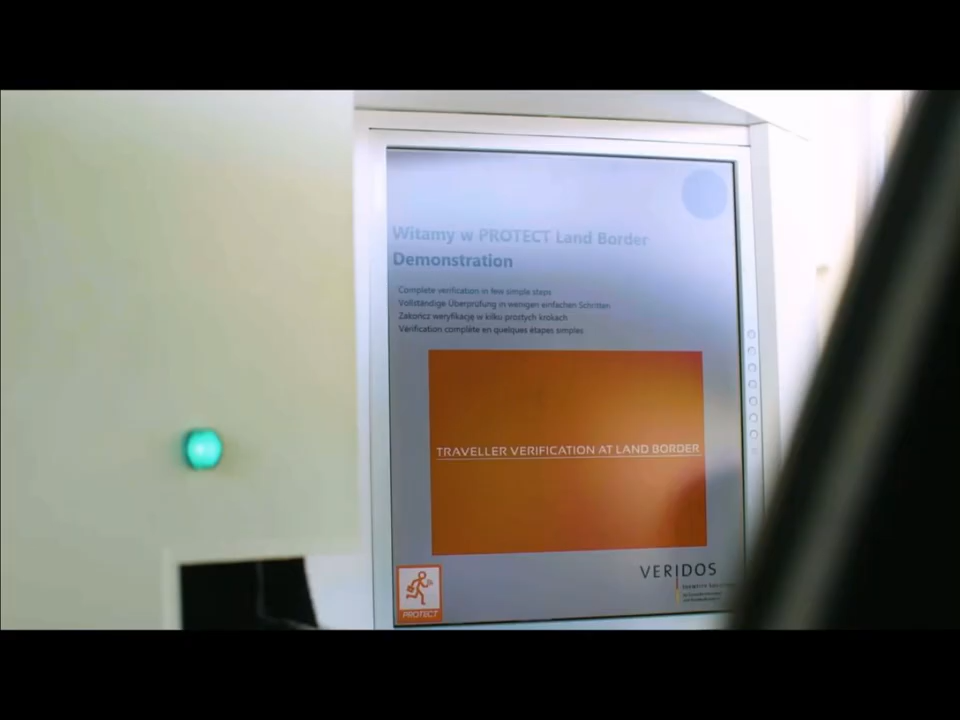 Witamy w PROTECT Land Border
Demonstration
Complete verification in few simple steps
Vollständige Überprüfung in wenigen einfachen Schritten
Zakończ weryfikację w kilku prostych krokach
Vérification complète en quelques étapes simples
TRAVELLER VERIFICATION AT LAND BORDER
PROTECT
VERIDOS